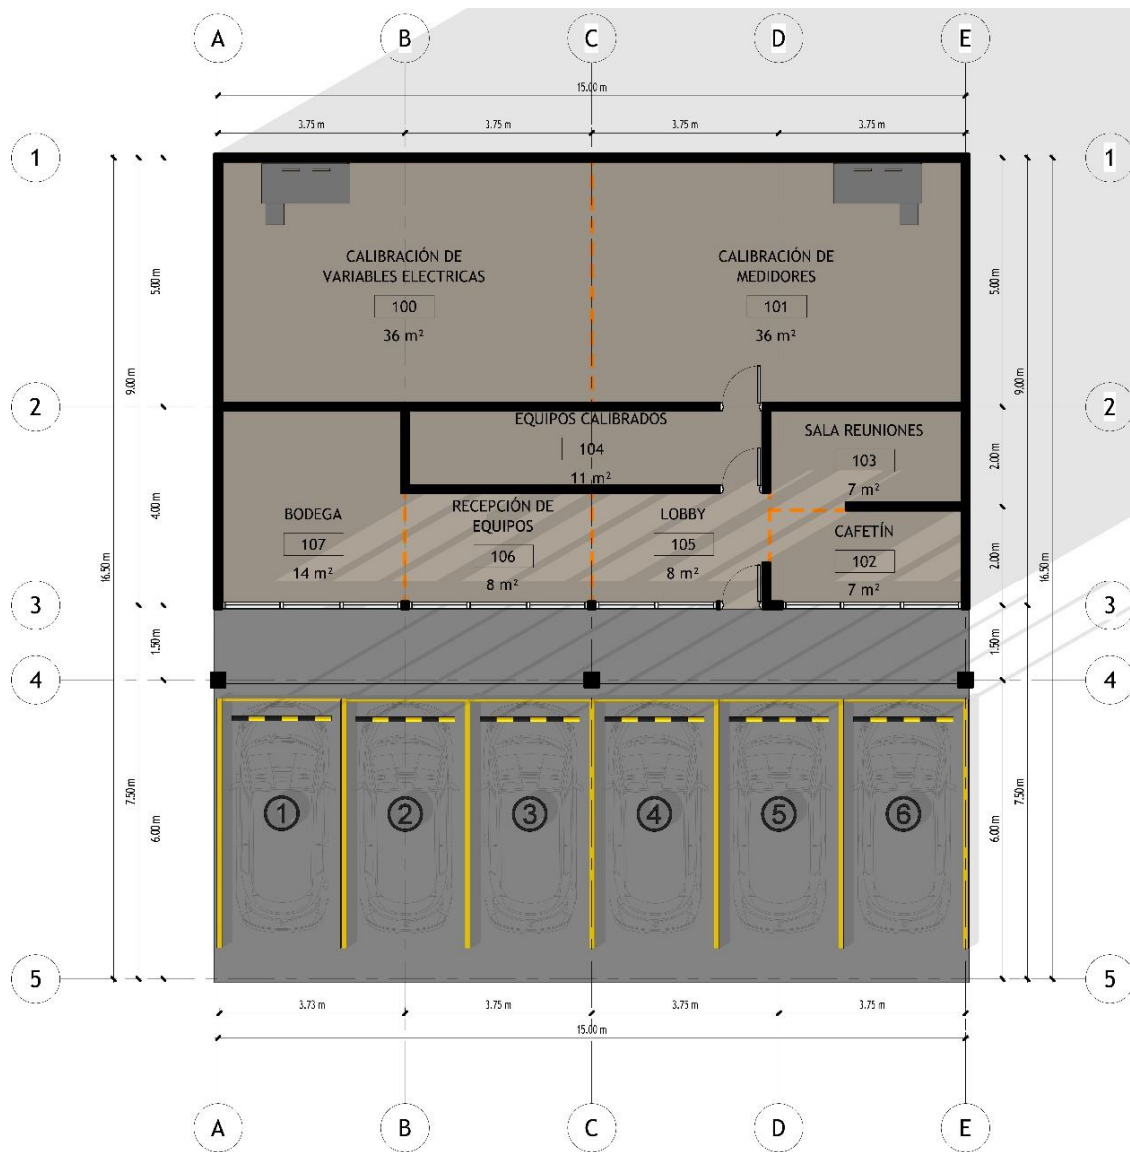 A B C D E
15.00 m
3.75 m 3.75 m 3.75 m 3.75 m
1 1
CALIBRACIÓN DE
VARIABLES ELECTRICAS
100
36 m²
CALIBRACIÓN DE
MEDIDORES
101
36 m²
5.00 m 5.00 m
9.00 m 9.00 m
2 2
EQUIPOS CALIBRADOS
104
11 m²
SALA REUNIONES
103
7 m²
2.00 m
4.00 m
BODEGA
107
14 m²
RECEPCIÓN DE
EQUIPOS
106
8 m²
LOBBY
105
8 m²
CAFETÍN
102
7 m²
2.00 m
16.50 m 16.50 m
3 3
1.50 m 1.50 m
4 4
7.50 m 7.50 m
6.00 m 6.00 m
1 2 3 4 5 6
5 5
3.73 m 3.75 m 3.75 m 3.75 m
15.00 m
A B C D E